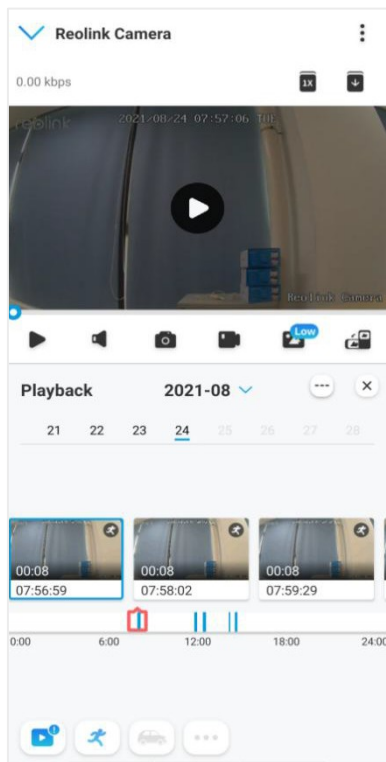 Reolink Camera
0.00 kbps
1X
reolink
2021/08/24 07:57:06 TUE
Reolink Camera
Low
Playback
2021-08
21 22 23 24 25 26 27 28
00:08 00:08 00:08
07:56:59 07:58:02 07:59:29
0:00 6:00 12:00 18:00 24:00
1